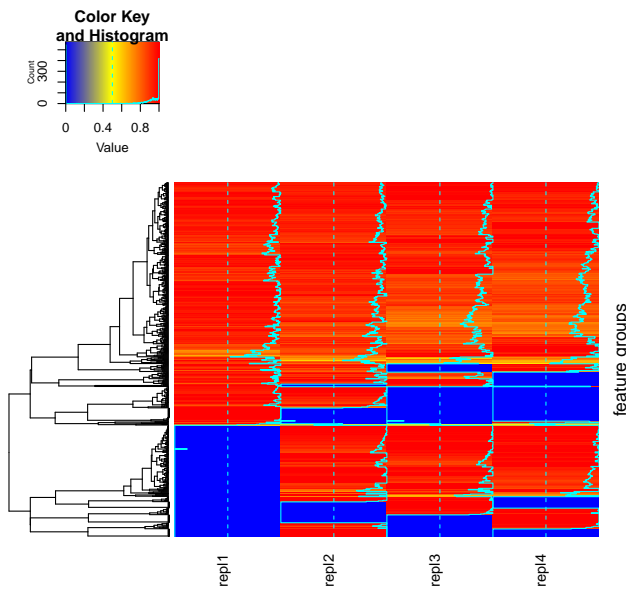 Color Key
and Histogram
Count
0 300
0 0.4 0.8
Value
feature groups
repl1 repl2 repl3 repl4